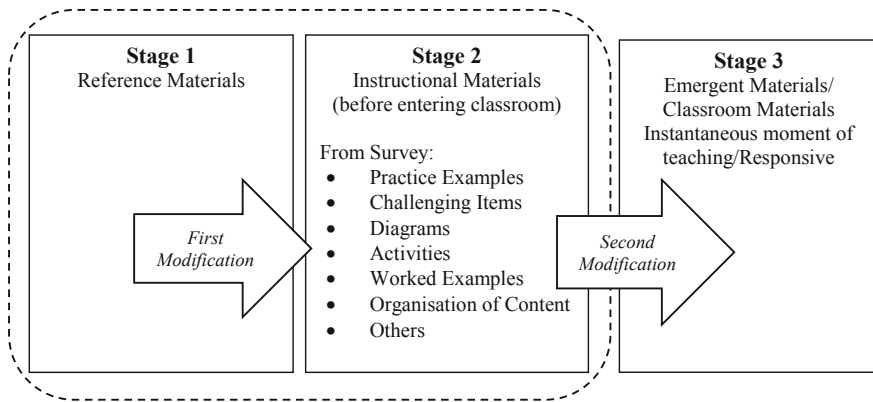 Stage 1
Reference Materials
First
Modification
Stage 2
Instructional Materials
(before entering classroom)
From Survey:
• Practice Examples
• Challenging Items
• Diagrams
• Activities
• Worked Examples
• Organisation of Content
• Others
Second
Modification
Stage 3
Emergent Materials/
Classroom Materials
Instantaneous moment of
teaching/Responsive